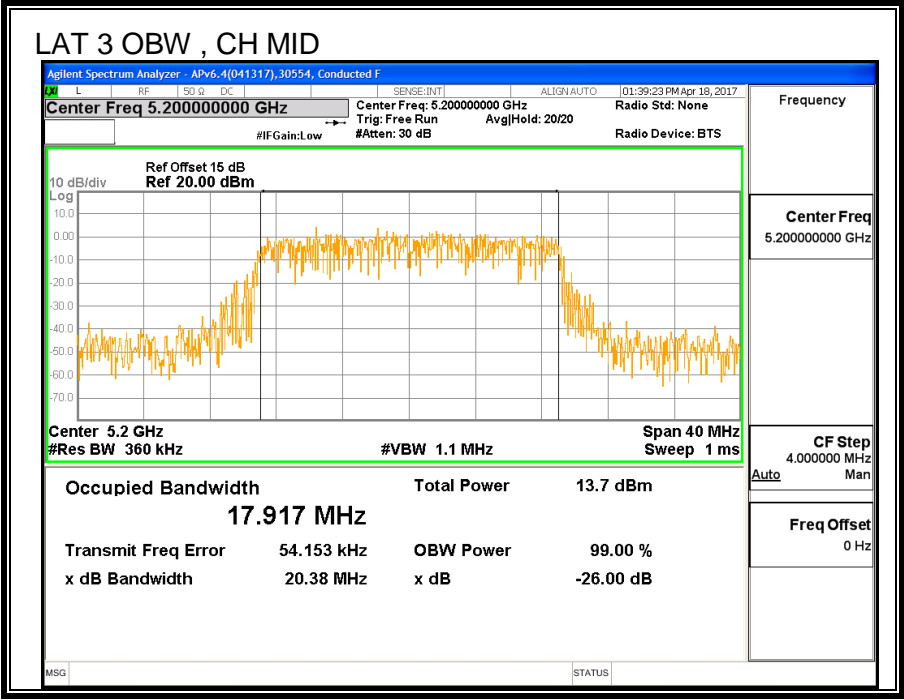 LAT 3 OBW , CH MID
Agilent Spectrum Analyzer - APv6.4(041317),30554, Conducted F
LXI L RF 50 Ω DC SENSE:INT ALIGN AUTO 01:39:23 PM Apr 18, 2017
Center Freq 5.200000000 GHz
Center Freq: 5.200000000 GHz
Radio Std: None
Trig: Free Run Avg|Hold: 20/20
#IFGain:Low #Atten: 30 dB Radio Device: BTS
Ref Offset 15 dB
10 dB/div Ref 20.00 dBm
Log
10.0
0.00
-10.0
-20.0
-30.0
-40.0
-50.0
-60.0
-70.0
Center 5.2 GHz Span 40 MHz
#Res BW 360 kHz #VBW 1.1 MHz Sweep 1 ms
Occupied Bandwidth Total Power 13.7 dBm
17.917 MHz
Transmit Freq Error 54.153 kHz OBW Power 99.00 %
x dB Bandwidth 20.38 MHz x dB -26.00 dB
MSG STATUS
Frequency
Center Freq
5.200000000 GHz
CF Step
4.000000 MHz
Auto Man
Freq Offset
0 Hz